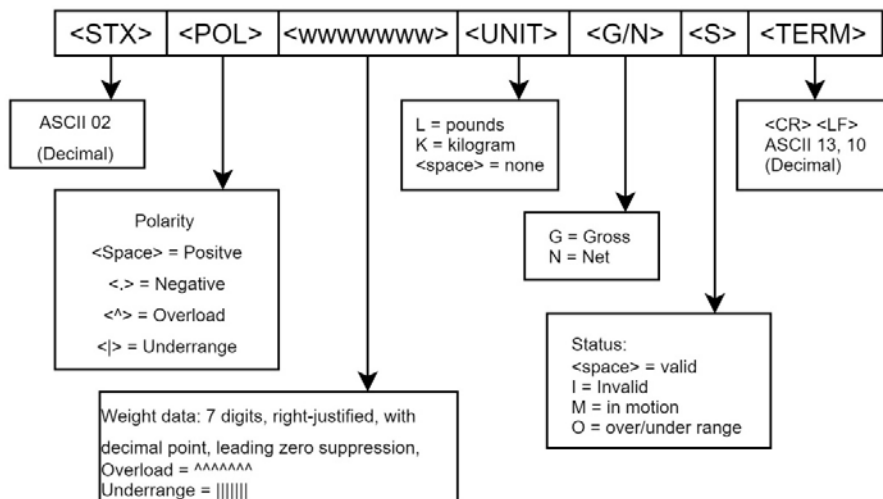 <STX> <POL> <wwwwwww> <UNIT> <G/N> <S> <TERM>
ASCII 02
(Decimal)
Polarity
<Space> = Positve
<.> = Negative
<^> = Overload
<|> = Underrange
Weight data: 7 digits, right-justified, with
decimal point, leading zero suppression,
Overload = ^^^^^^^
Underrange = |||||||
L = pounds
K = kilogram
<space> = none
G = Gross
N = Net
Status:
<space> = valid
I = Invalid
M = in motion
O = over/under range
<CR> <LF>
ASCII 13, 10
(Decimal)